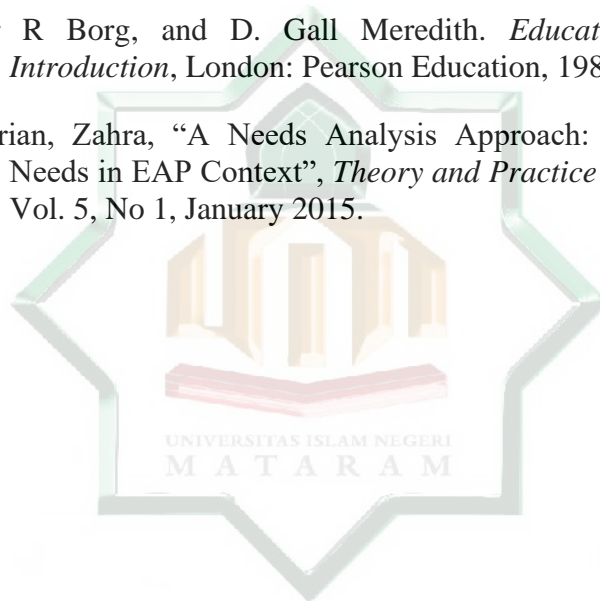 R Borg, and D. Gall Meredith. Educat
Introduction, London: Pearson Education, 198
rian, Zahra, “A Needs Analysis Approach:
Needs in EAP Context”, Theory and Practice
Vol. 5, No 1, January 2015.
UNIVERSITAS ISLAM NEGERI
MATARAM